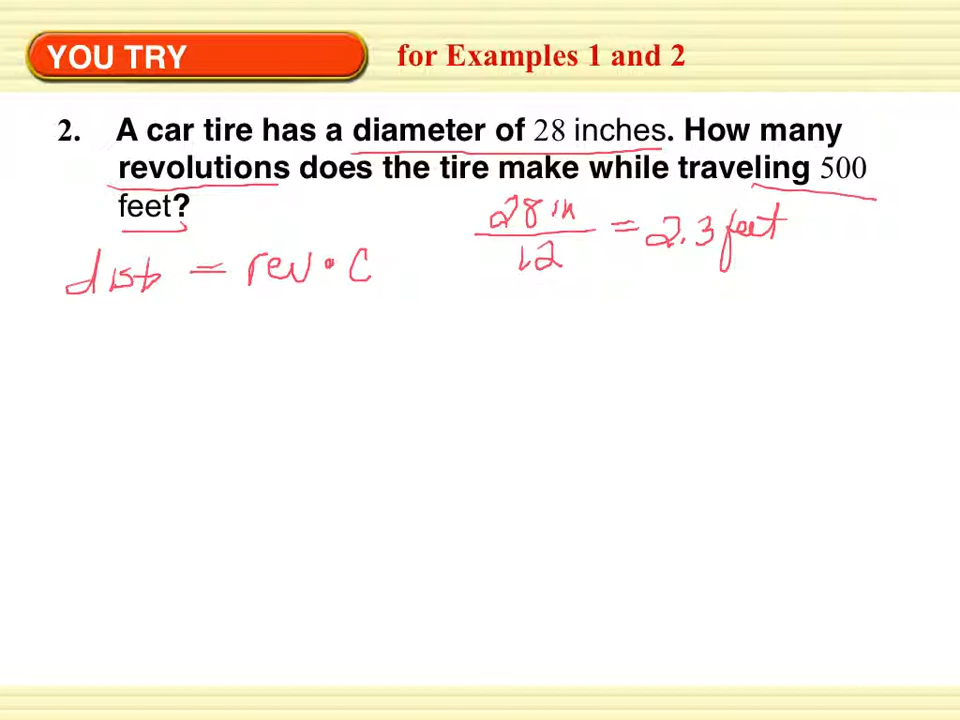 YOU TRY
for Examples 1 and 2
2. A car tire has a diameter of 28 inches. How many
revolutions does the tire make while traveling 500
feet?
28 in
12
= 2.3 feet
dist = rev • C